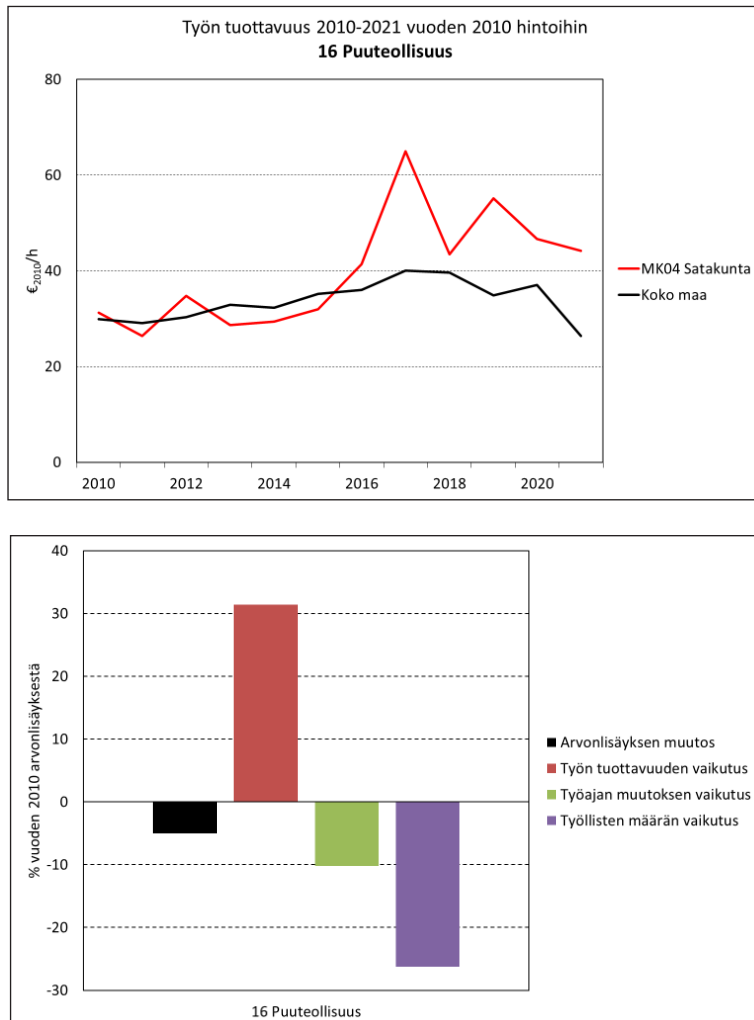 Työn tuottavuus 2010-2021 vuoden 2010 hintoihin
16 Puuteollisuus
80
60
40
20
0
€2010/h
2010
2012
2014
2016
2018
2020
MK04 Satakunta
Koko maa
40
30
20
10
0
-10
-20
-30
% vuoden 2010 arvonlisäyksestä
16 Puuteollisuus
Arvonlisäyksen muutos
Työn tuottavuuden vaikutus
Työajan muutoksen vaikutus
Työllisten määrän vaikutus